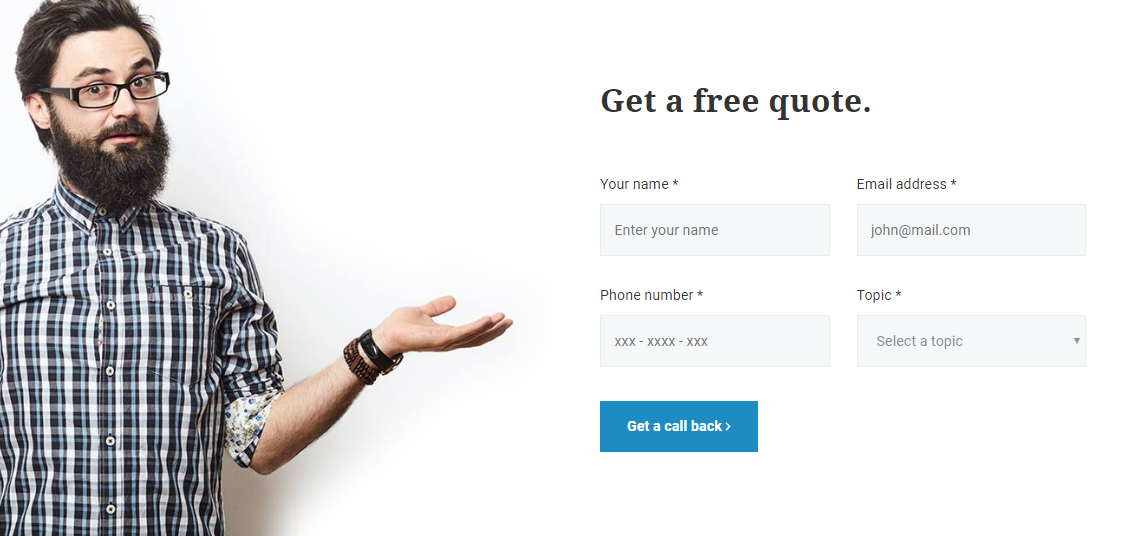 Get a free quote.
Your name * Email address *
Enter your name john@mail.com
Phone number * Topic *
xxx - xxxx - xxx Select a topic ▾
Get a call back ›